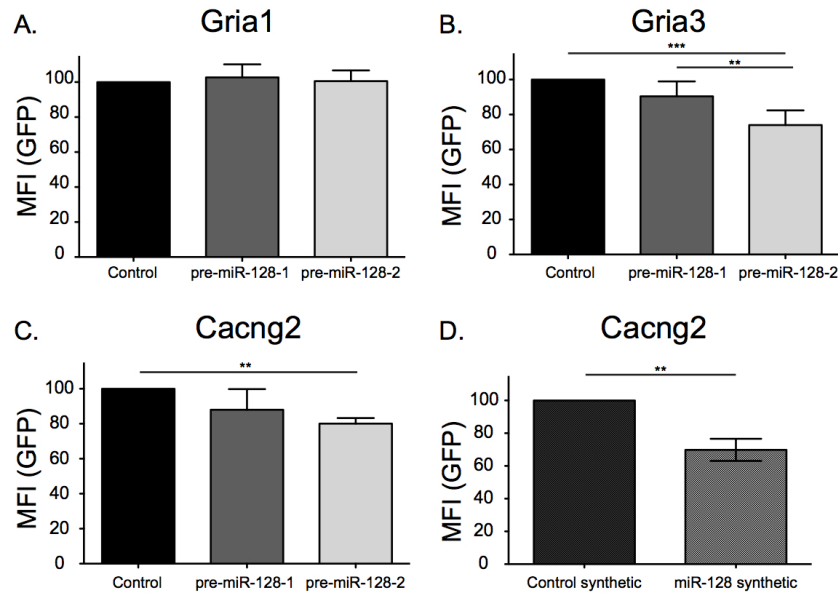 A.
Gria1
MFI (GFP)
100
80
60
40
20
0
Control
pre-miR-128-1
pre-miR-128-2
B.
Gria3
***
**
MFI (GFP)
100
80
60
40
20
0
Control
pre-miR-128-1
pre-miR-128-2
C.
Cacng2
**
MFI (GFP)
100
80
60
40
20
0
Control
pre-miR-128-1
pre-miR-128-2
D.
Cacng2
**
MFI (GFP)
100
80
60
40
20
0
Control synthetic
miR-128 synthetic